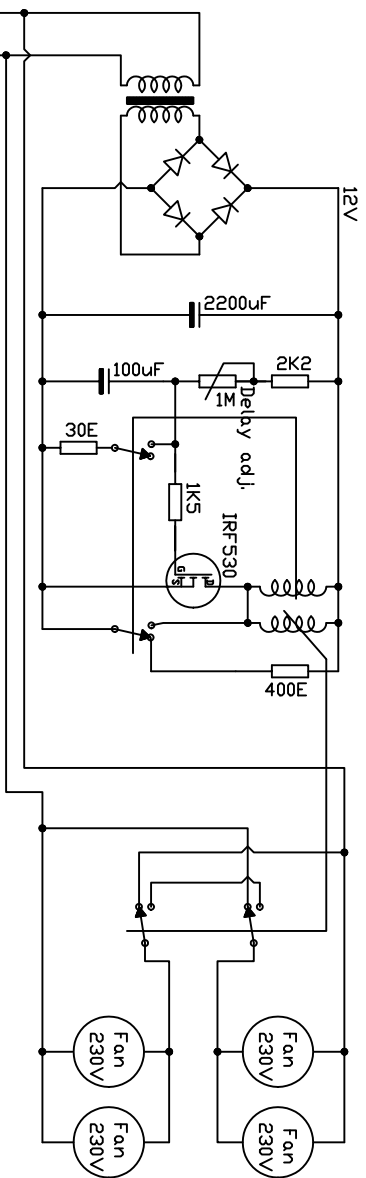 12V
2200uF
2K2
100uF
1M
Delay adj.
30E
1K5
IRF530
G
D
S
400E
Fan
230V
Fan
230V
Fan
230V
Fan
230V